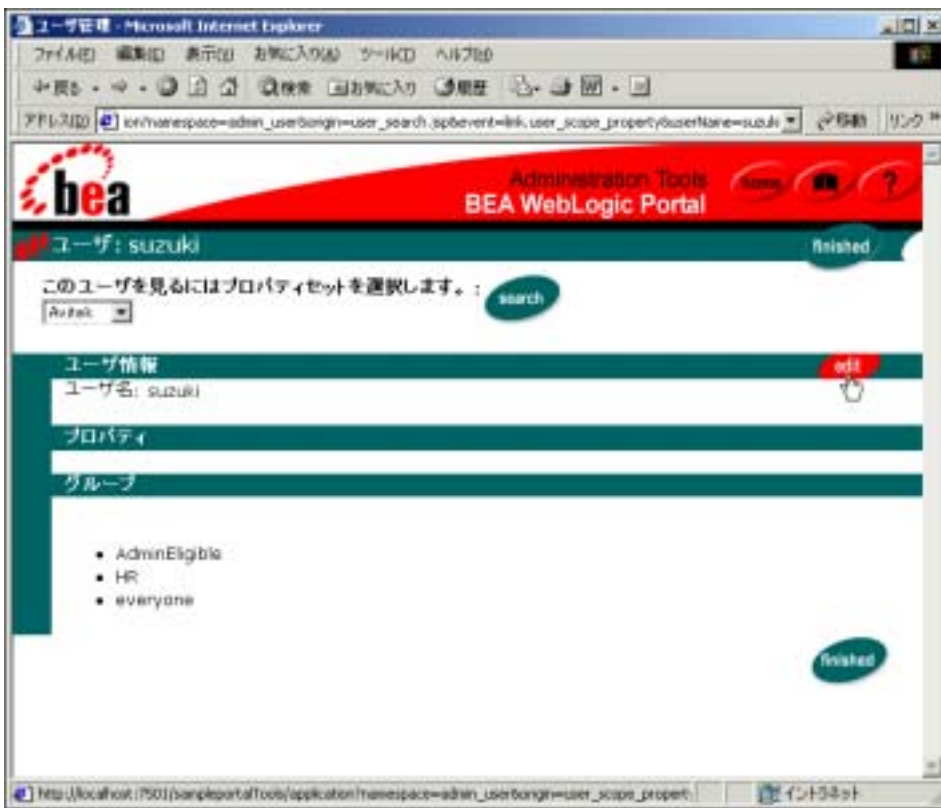 ユーザ管理 - Microsoft Internet Explorer
ファイル(F) 編集(E) 表示(V) お気に入り(A) ツール(T) ヘルプ(H)
戻る 検索 お気に入り 履歴
アドレス(D) ion/namespace=admin_user&origin=user_search.jsp&event=link.user_scope_property&userName=suzuki 移動 リンク »
bea
Administration Tools
BEA WebLogic Portal
home ?
ユーザ: suzuki finished
このユーザを見るにはプロパティセットを選択します。: search
Avitek
ユーザ情報 edit
ユーザ名: suzuki
プロパティ
グループ
• AdminEligible
• HR
• everyone
finished
http://localhost:7501/sampleportalTools/application?namespace=admin_user&origin=user_scope_propert イントラネット